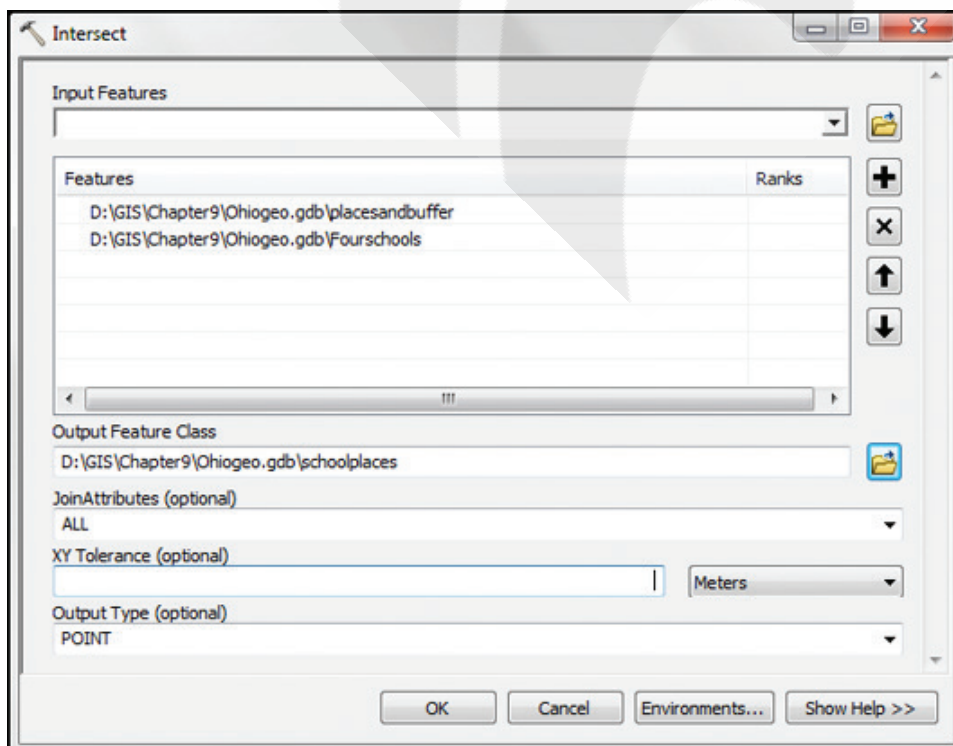 Intersect
Input Features
Features Ranks
D:\GIS\Chapter9\Ohiogeo.gdb\placesandbuffer
D:\GIS\Chapter9\Ohiogeo.gdb\Fourschools
Output Feature Class
D:\GIS\Chapter9\Ohiogeo.gdb\schoolplaces
JoinAttributes (optional)
ALL
XY Tolerance (optional)
Meters
Output Type (optional)
POINT
OK Cancel Environments... Show Help >>